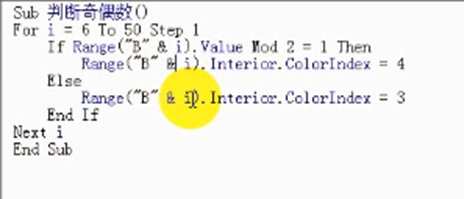 Sub 判断奇偶数()
For i = 6 To 50 Step 1
If Range("B" & i).Value Mod 2 = 1 Then
Range("B" & i).Interior.ColorIndex = 4
Else
Range("B" & i).Interior.ColorIndex = 3
End If
Next i
End Sub